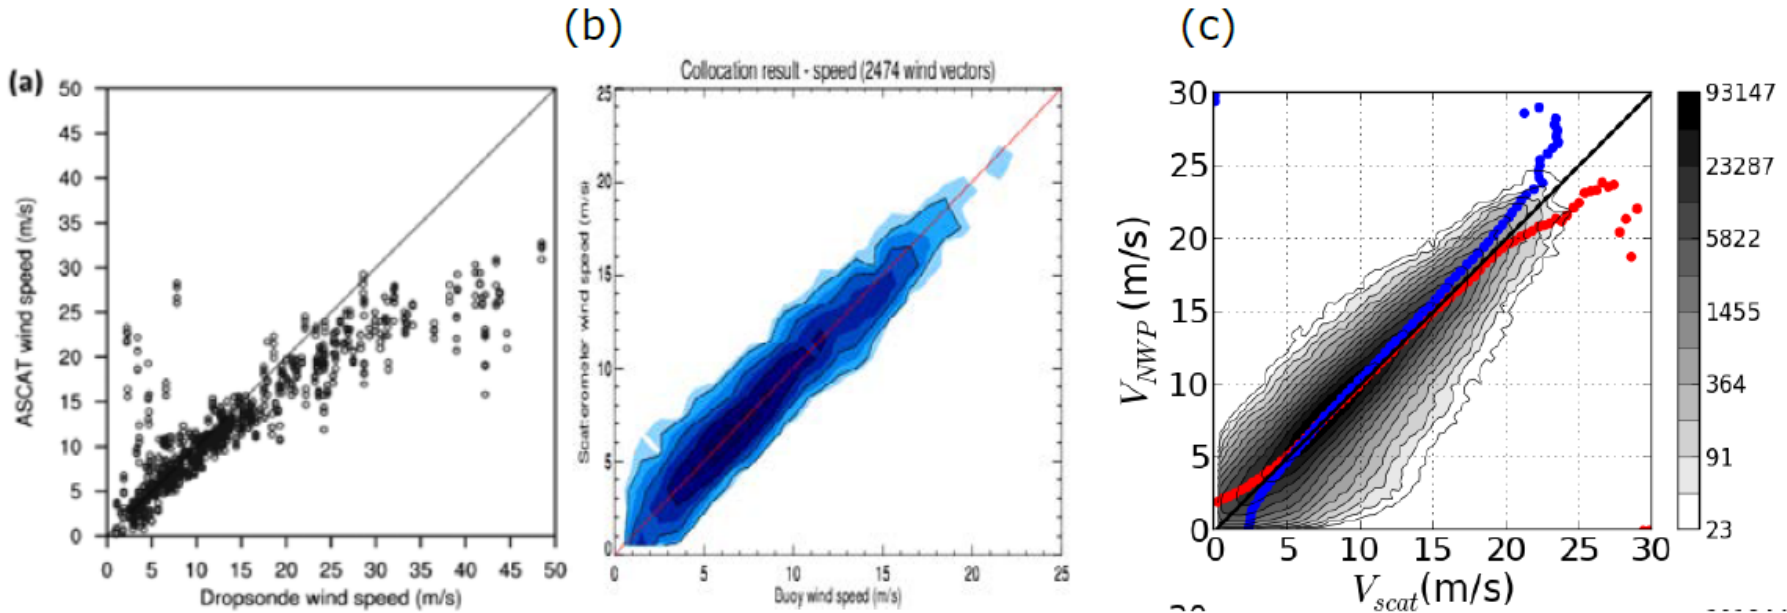 (b)
(c)
(a)
Collocation result - speed (2474 wind vectors)
50
45
40
35
30
25
20
15
10
5
0
ASCAT wind speed (m/s)
0 5 10 15 20 25 30 35 40 45 50
Dropsonde wind speed (m/s)
25
20
15
10
5
0
Scatterometer wind speed (m/s)
0 5 10 15 20 25
Buoy wind speed (m/s)
30
25
20
15
10
5
0
V_NWP (m/s)
0 5 10 15 20 25 30
V_scat(m/s)
93147
23287
5822
1455
364
91
23
30